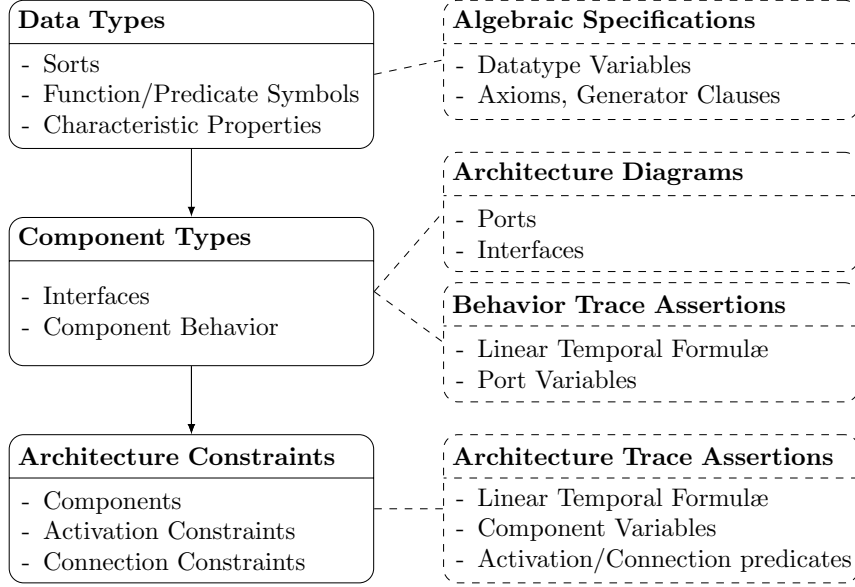 Data Types
- Sorts
- Function/Predicate Symbols
- Characteristic Properties
Algebraic Specifications
- Datatype Variables
- Axioms, Generator Clauses
Component Types
- Interfaces
- Component Behavior
Architecture Diagrams
- Ports
- Interfaces
Behavior Trace Assertions
- Linear Temporal Formulæ
- Port Variables
Architecture Constraints
- Components
- Activation Constraints
- Connection Constraints
Architecture Trace Assertions
- Linear Temporal Formulæ
- Component Variables
- Activation/Connection predicates